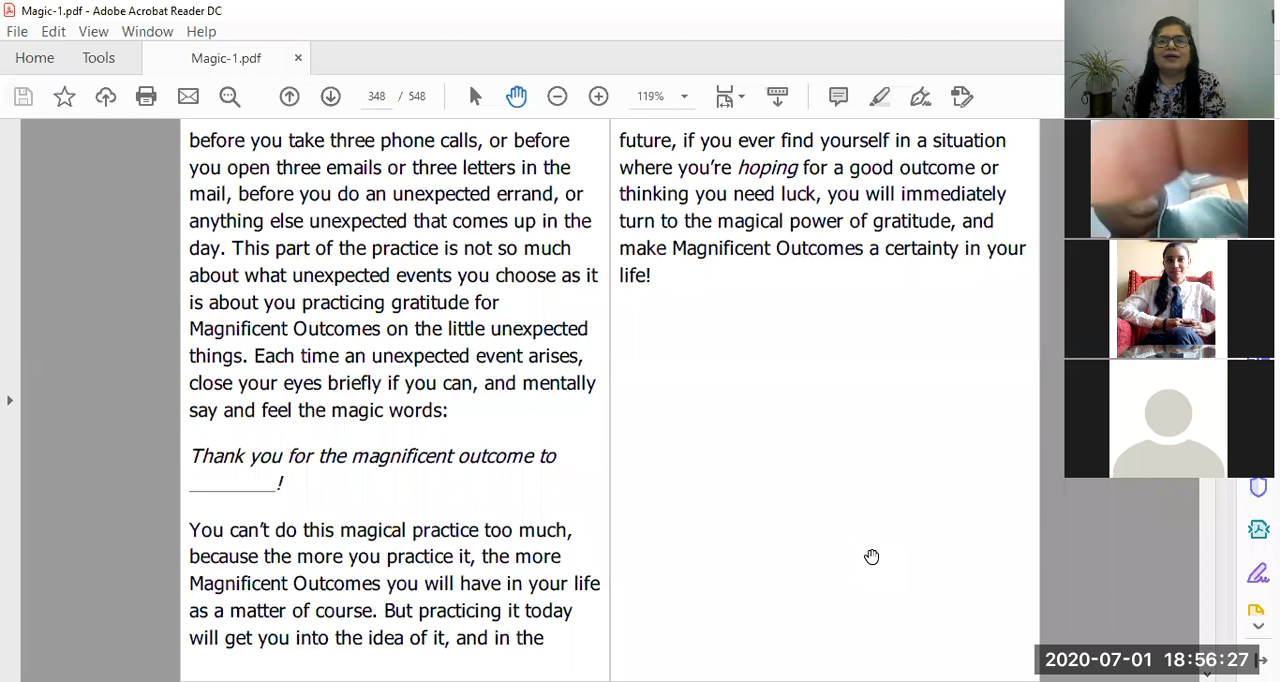 Magic-1.pdf - Adobe Acrobat Reader DC
File Edit View Window Help
Home Tools Magic-1.pdf ×
348 / 548 119%
before you take three phone calls, or before
you open three emails or three letters in the
mail, before you do an unexpected errand, or
anything else unexpected that comes up in the
day. This part of the practice is not so much
about what unexpected events you choose as it
is about you practicing gratitude for
Magnificent Outcomes on the little unexpected
things. Each time an unexpected event arises,
close your eyes briefly if you can, and mentally
say and feel the magic words:
Thank you for the magnificent outcome to
________!
You can’t do this magical practice too much,
because the more you practice it, the more
Magnificent Outcomes you will have in your life
as a matter of course. But practicing it today
will get you into the idea of it, and in the
future, if you ever find yourself in a situation
where you’re hoping for a good outcome or
thinking you need luck, you will immediately
turn to the magical power of gratitude, and
make Magnificent Outcomes a certainty in your
life!
2020-07-01 18:56:27